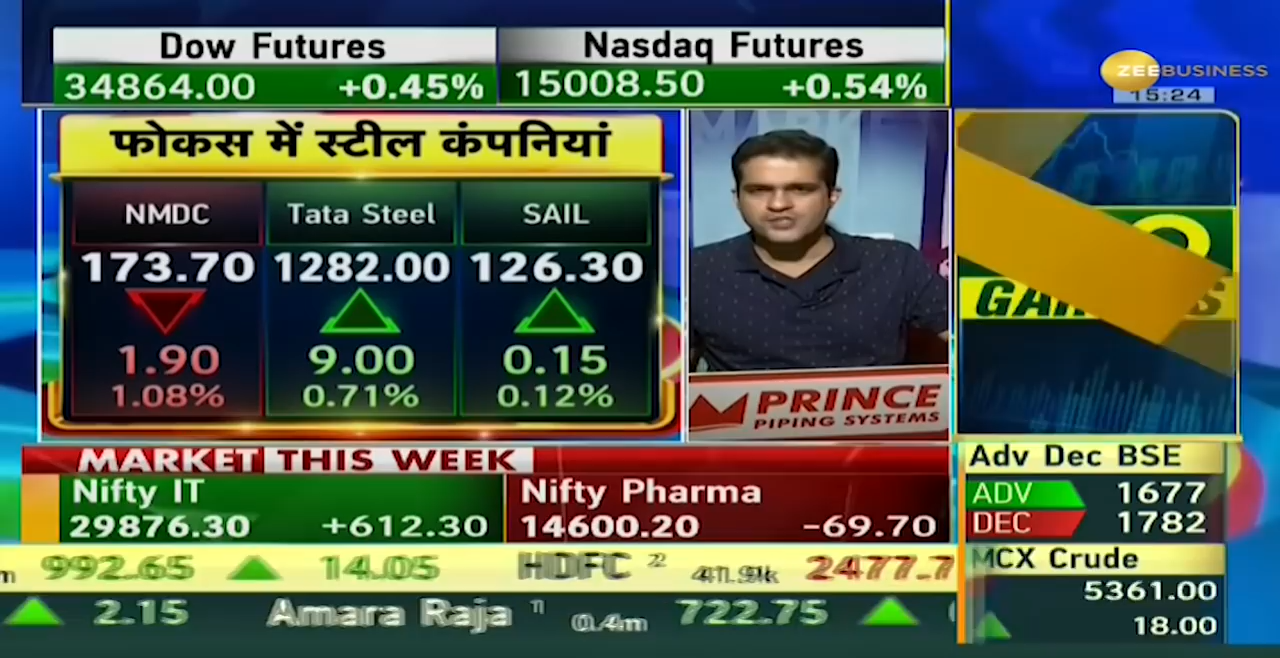 Dow Futures
34864.00 +0.45%
Nasdaq Futures
15008.50 +0.54%
ZEEBUSINESS
15:24
फोकस में स्टील कंपनियां
NMDC
173.70
1.90
1.08%
Tata Steel
1282.00
9.00
0.71%
SAIL
126.30
0.15
0.12%
PRINCE
PIPING SYSTEMS
MARKET THIS WEEK
Nifty IT
29876.30 +612.30
Nifty Pharma
14600.20 -69.70
Adv Dec BSE
ADV 1677
DEC 1782
MCX Crude
5361.00
18.00
992.65 14.05 HDFC 2477.7
2.15 Amara Raja 0.4m 722.75